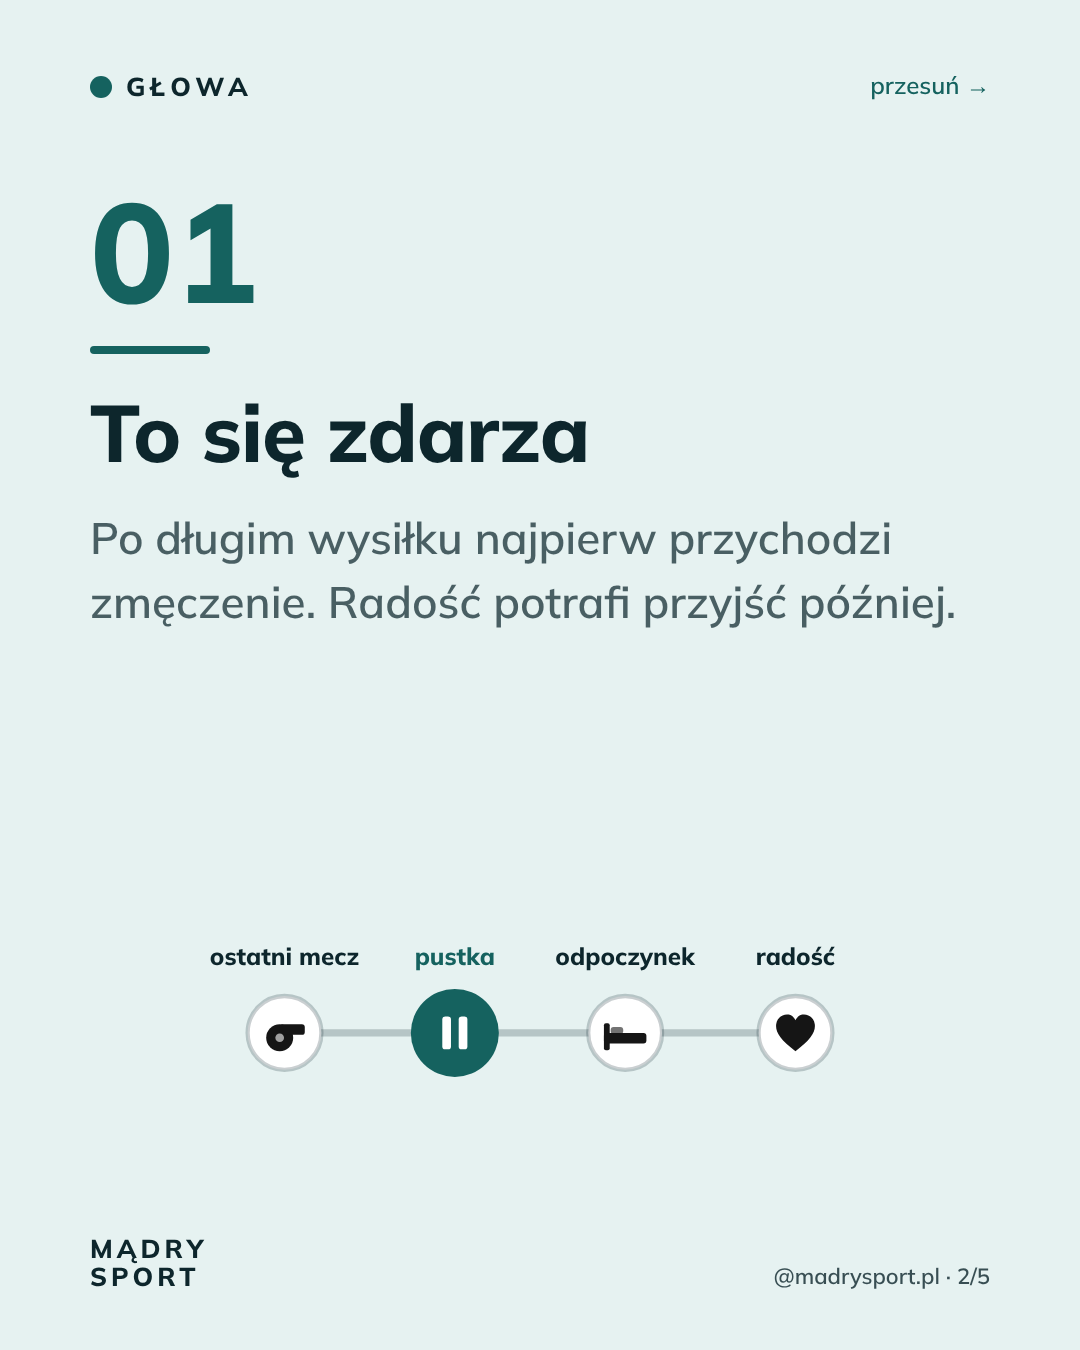 GŁOWA
przesuń →
01
To się zdarza
Po długim wysiłku najpierw przychodzi
zmęczenie. Radość potrafi przyjść później.
ostatni mecz
pustka
odpoczynek
radość
MĄDRY
SPORT
@madrysport.pl · 2/5